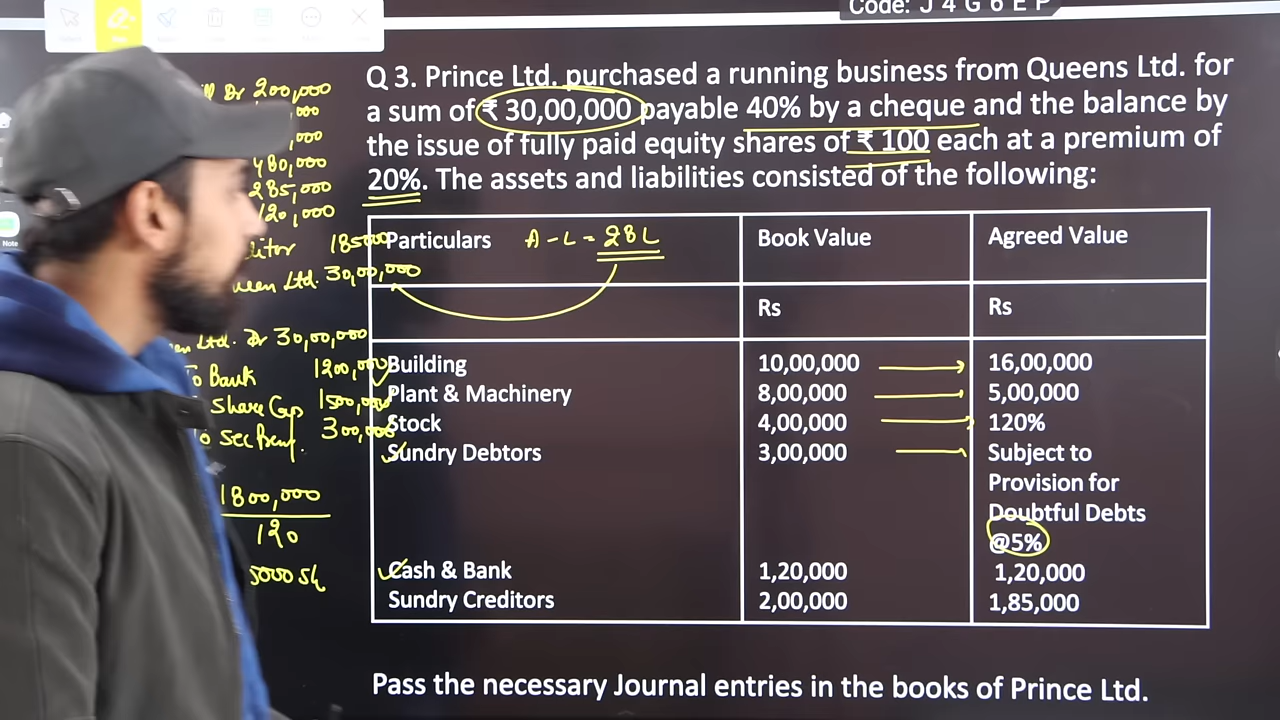 Code: J 4 G 6 E P
Note
Dr 200,000
,000
,000
480,000
285,000
120,000
185000
Ltd. 30,00,000
Ltd. Dr 30,00,000
To Bank 1200,000
Share Cap 1500,000
To Sec Prem. 300,000
1800,000
120
5000 Sh
Q 3. Prince Ltd. purchased a running business from Queens Ltd. for
a sum of ₹ 30,00,000 payable 40% by a cheque and the balance by
the issue of fully paid equity shares of ₹ 100 each at a premium of
20%. The assets and liabilities consisted of the following:
Particulars A - L = 28L Book Value Agreed Value
Rs Rs
Building 10,00,000 16,00,000
Plant & Machinery 8,00,000 5,00,000
Stock 4,00,000 120%
Sundry Debtors 3,00,000 Subject to
Provision for
Doubtful Debts
@5%
Cash & Bank 1,20,000 1,20,000
Sundry Creditors 2,00,000 1,85,000
Pass the necessary Journal entries in the books of Prince Ltd.